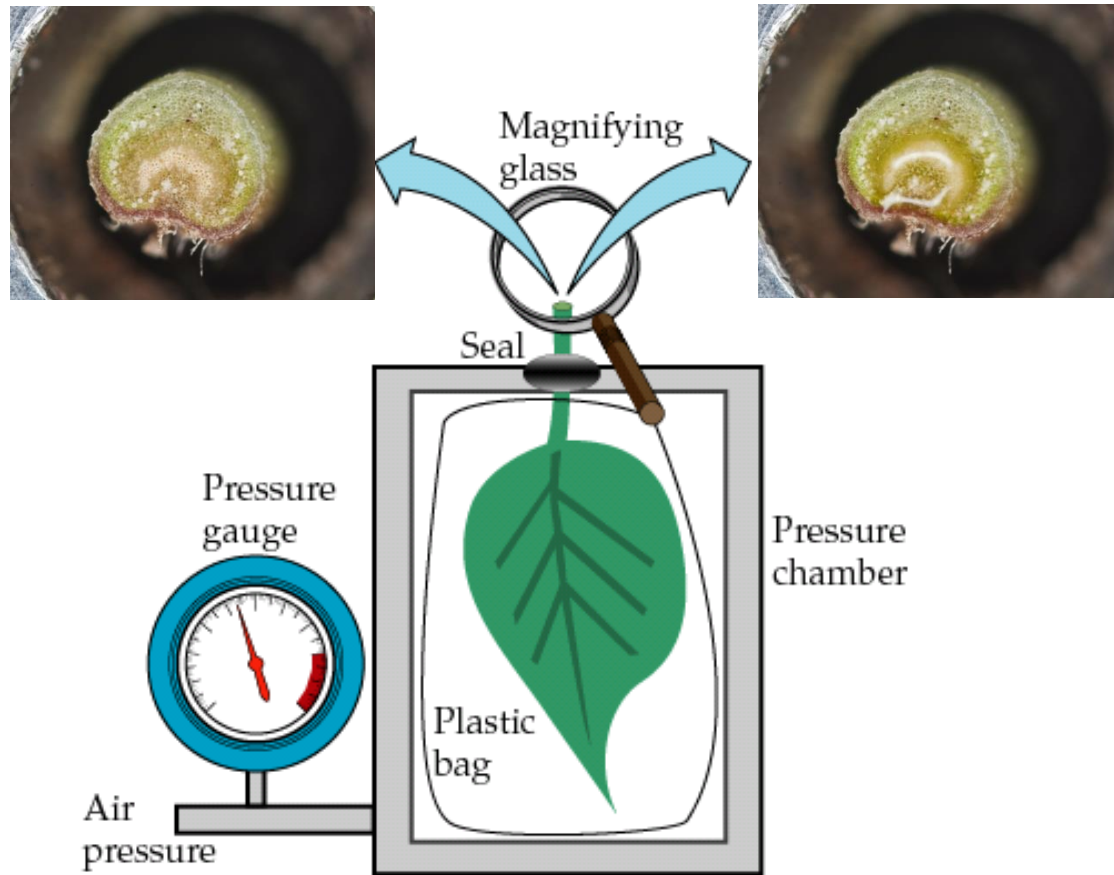 Magnifying
glass
Seal
Pressure
gauge
Pressure
chamber
Plastic
bag
Air
pressure